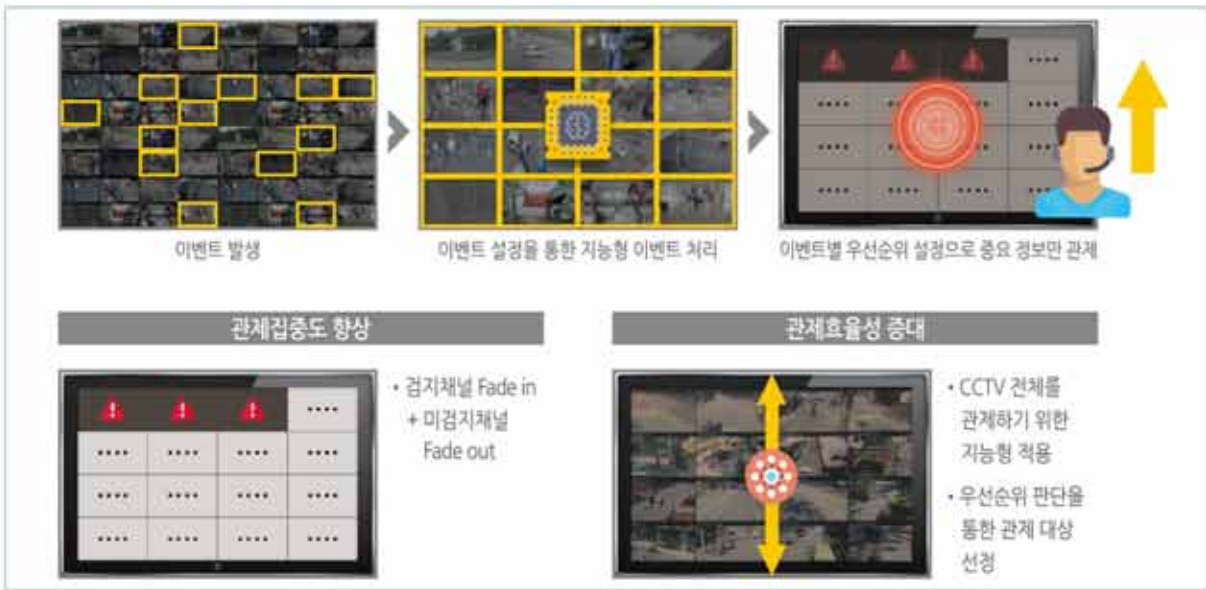 이벤트 발생
이벤트 설정을 통한 지능형 이벤트 처리
이벤트별 우선순위 설정으로 중요 정보만 관제
관제집중도 향상
• 검지채널 Fade in
+ 미검지채널
Fade out
관제효율성 증대
• CCTV 전체를
관제하기 위한
지능형 적용
• 우선순위 판단을
통한 관제 대상
선정